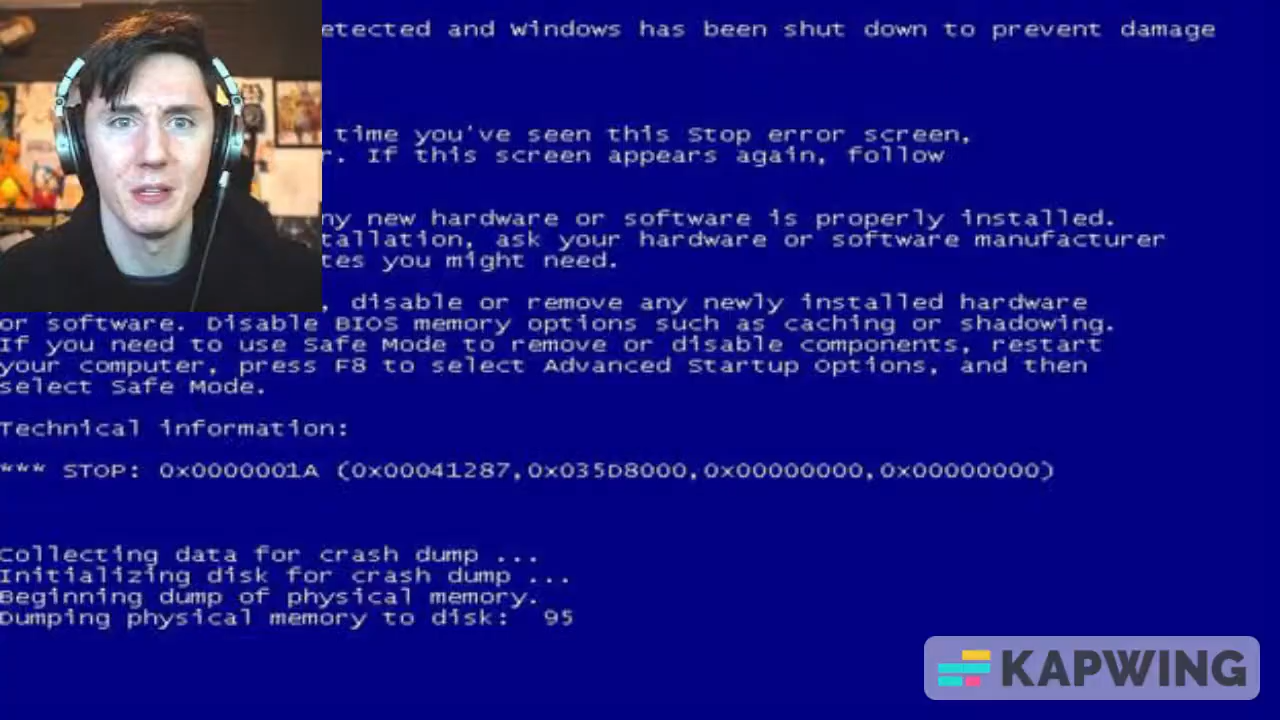 etected and Windows has been shut down to prevent damage
time you've seen this Stop error screen,
r. If this screen appears again, follow
ny new hardware or software is properly installed.
tallation, ask your hardware or software manufacturer
tes you might need.
, disable or remove any newly installed hardware
or software. Disable BIOS memory options such as caching or shadowing.
If you need to use Safe Mode to remove or disable components, restart
your computer, press F8 to select Advanced Startup Options, and then
select Safe Mode.
Technical information:
*** STOP: 0x0000001A (0x00041287,0x035D8000,0x00000000,0x00000000)
Collecting data for crash dump ...
Initializing disk for crash dump ...
Beginning dump of physical memory.
Dumping physical memory to disk: 95
KAPWING